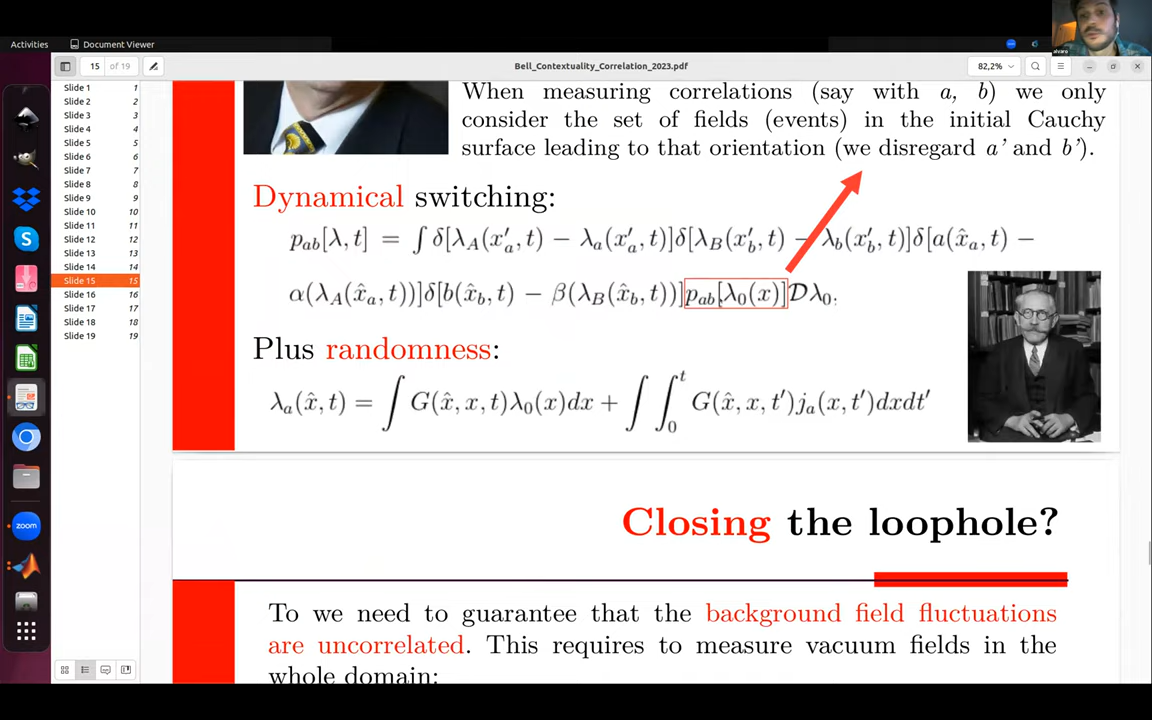 Activities
Document Viewer
15 of 19
Bell_Contextuality_Correlation_2023.pdf
82,2%
alvaro
Slide 1 1
Slide 2 2
Slide 3 3
Slide 4 4
Slide 5 5
Slide 6 6
Slide 7 7
Slide 8 8
Slide 9 9
Slide 10 10
Slide 11 11
Slide 12 12
Slide 13 13
Slide 14 14
Slide 15 15
Slide 16 16
Slide 17 17
Slide 18 18
Slide 19 19
zoom
When measuring correlations (say with a, b) we only
consider the set of fields (events) in the initial Cauchy
surface leading to that orientation (we disregard a' and b').
Dynamical switching:
p_{ab}[λ, t] = ∫ δ[λ_A(x'_a, t) − λ_a(x'_a, t)]δ[λ_B(x'_b, t) − λ_b(x'_b, t)]δ[a(x̂_a, t) −
α(λ_A(x̂_a, t))]δ[b(x̂_b, t) − β(λ_B(x̂_b, t))]p_{ab}[λ_0(x)]𝒟λ_0,
Plus randomness:
λ_a(x̂, t) = ∫ G(x̂, x, t)λ_0(x)dx + ∫ ∫_0^t G(x̂, x, t')j_a(x, t')dxdt'
Closing the loophole?
To we need to guarantee that the background field fluctuations
are uncorrelated. This requires to measure vacuum fields in the
whole domain: